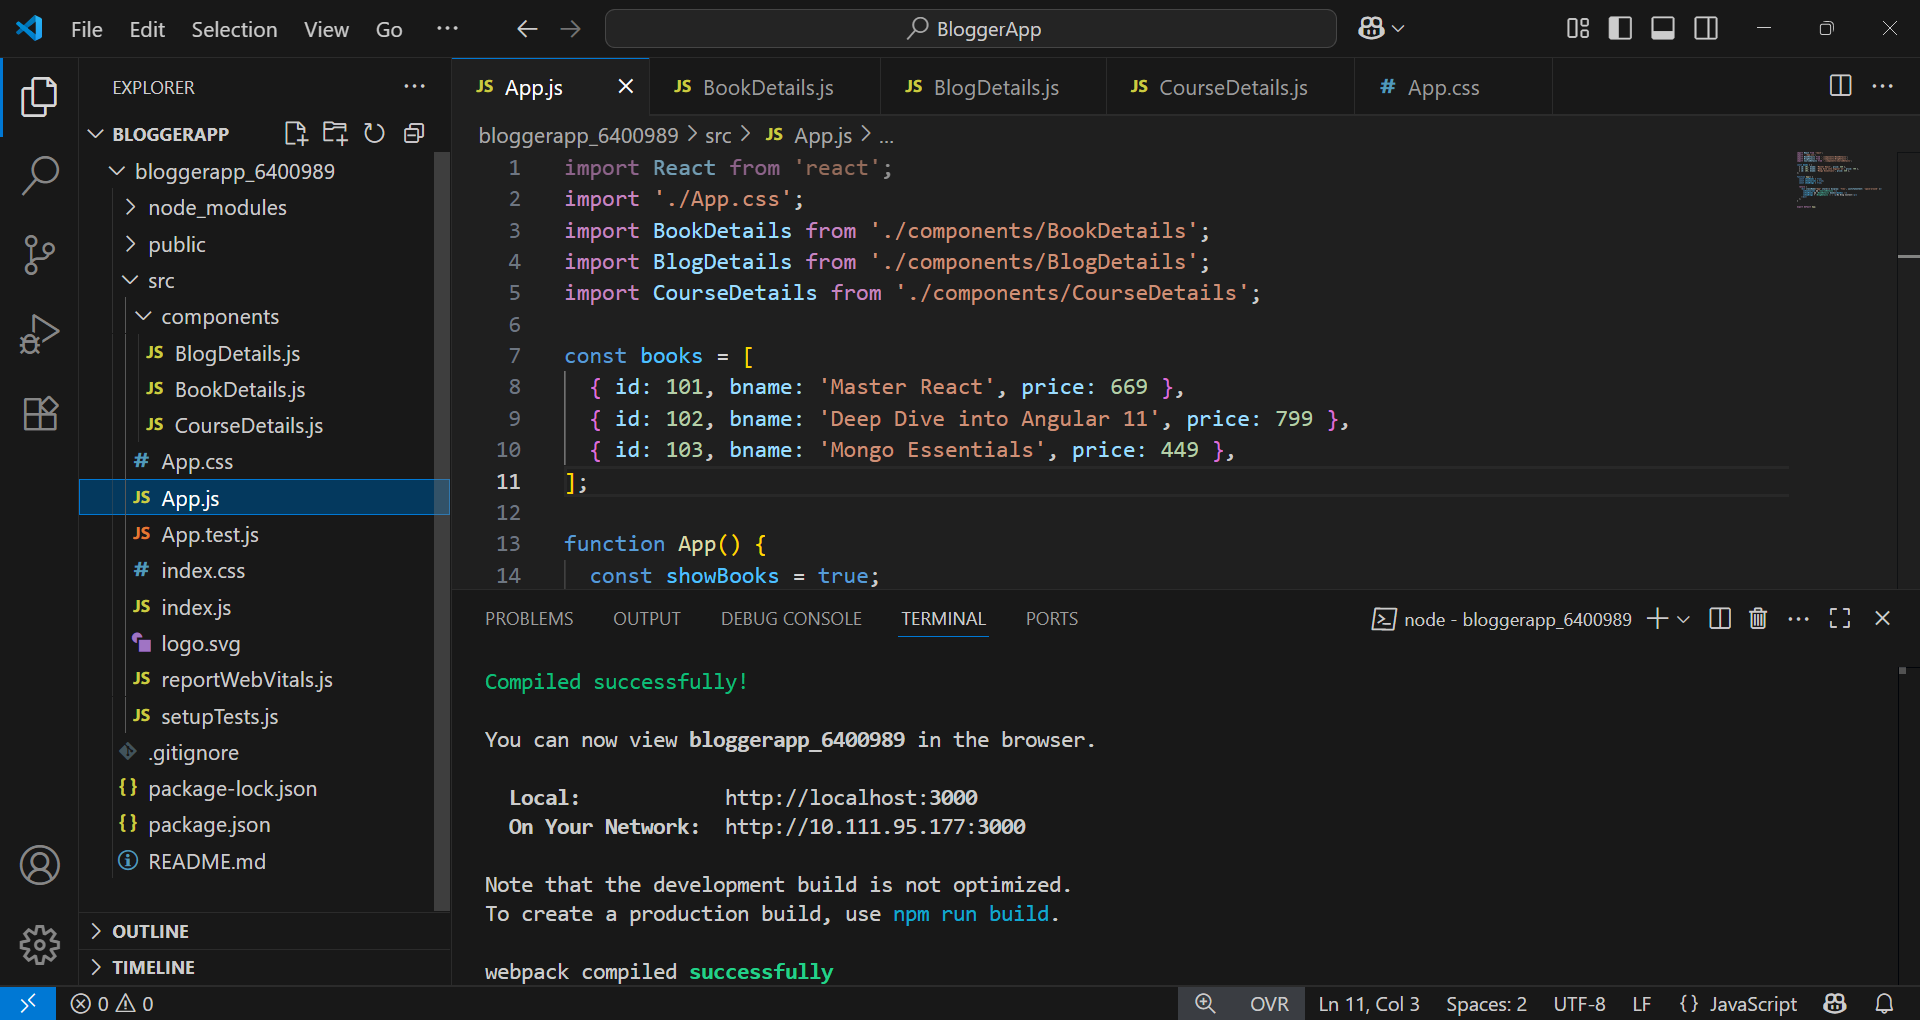 File Edit Selection View Go ··· BloggerApp
EXPLORER ···
BLOGGERAPP
bloggerapp_6400989
node_modules
public
src
components
JS BlogDetails.js
JS BookDetails.js
JS CourseDetails.js
# App.css
JS App.js
JS App.test.js
# index.css
JS index.js
logo.svg
JS reportWebVitals.js
JS setupTests.js
.gitignore
{} package-lock.json
{} package.json
README.md
OUTLINE
TIMELINE
JS App.js JS BookDetails.js JS BlogDetails.js JS CourseDetails.js # App.css
bloggerapp_6400989 > src > JS App.js > ...
1 import React from 'react';
2 import './App.css';
3 import BookDetails from './components/BookDetails';
4 import BlogDetails from './components/BlogDetails';
5 import CourseDetails from './components/CourseDetails';
6
7 const books = [
8 { id: 101, bname: 'Master React', price: 669 },
9 { id: 102, bname: 'Deep Dive into Angular 11', price: 799 },
10 { id: 103, bname: 'Mongo Essentials', price: 449 },
11 ];
12
13 function App() {
14 const showBooks = true;
PROBLEMS OUTPUT DEBUG CONSOLE TERMINAL PORTS node - bloggerapp_6400989
Compiled successfully!
You can now view bloggerapp_6400989 in the browser.
Local: http://localhost:3000
On Your Network: http://10.111.95.177:3000
Note that the development build is not optimized.
To create a production build, use npm run build.
webpack compiled successfully
0 0 OVR Ln 11, Col 3 Spaces: 2 UTF-8 LF {} JavaScript